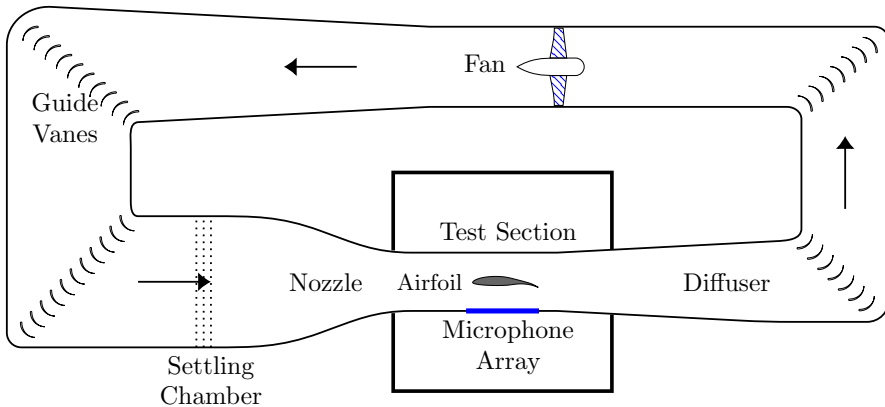 Fan
Guide
Vanes
Test Section
Nozzle
Airfoil
Diffuser
Microphone
Array
Settling
Chamber